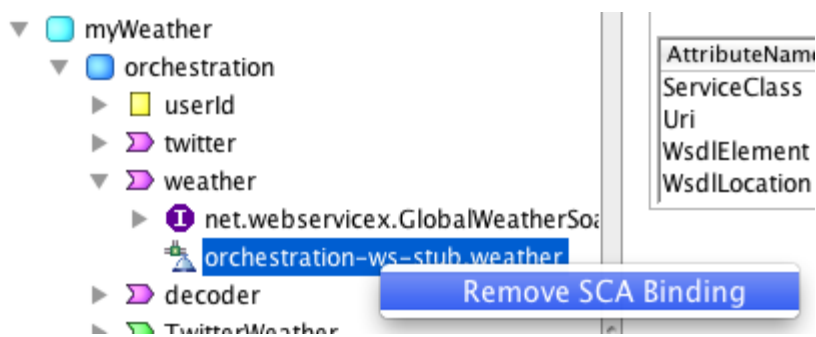 myWeather
orchestration
userId
twitter
weather
I net.webservicex.GlobalWeatherSoa
orchestration-ws-stub.weather
Remove SCA Binding
decoder
TwitterWeather
AttributeName
ServiceClass
Uri
WsdlElement
WsdlLocation